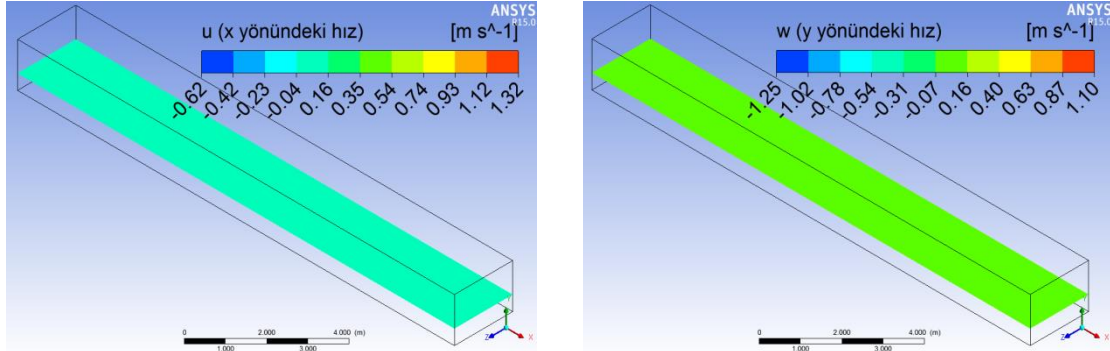 ANSYS
R15.0
u (x yönündeki hız) [m s^-1]
-0.62 -0.42 -0.23 -0.04 0.16 0.35 0.54 0.74 0.93 1.12 1.32
Y
Z X
0 2.000 4.000 (m)
1.000 3.000
ANSYS
R15.0
w (y yönündeki hız) [m s^-1]
-1.25 -1.02 -0.78 -0.54 -0.31 -0.07 0.16 0.40 0.63 0.87 1.10
Y
Z X
0 2.000 4.000 (m)
1.000 3.000